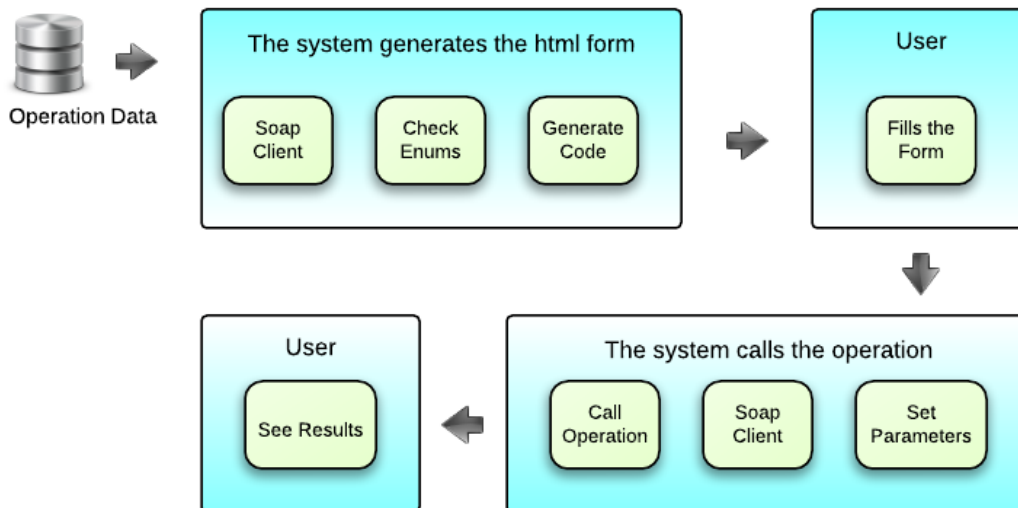 Operation Data
The system generates the html form
Soap
Client
Check
Enums
Generate
Code
User
Fills the
Form
User
See Results
The system calls the operation
Call
Operation
Soap
Client
Set
Parameters